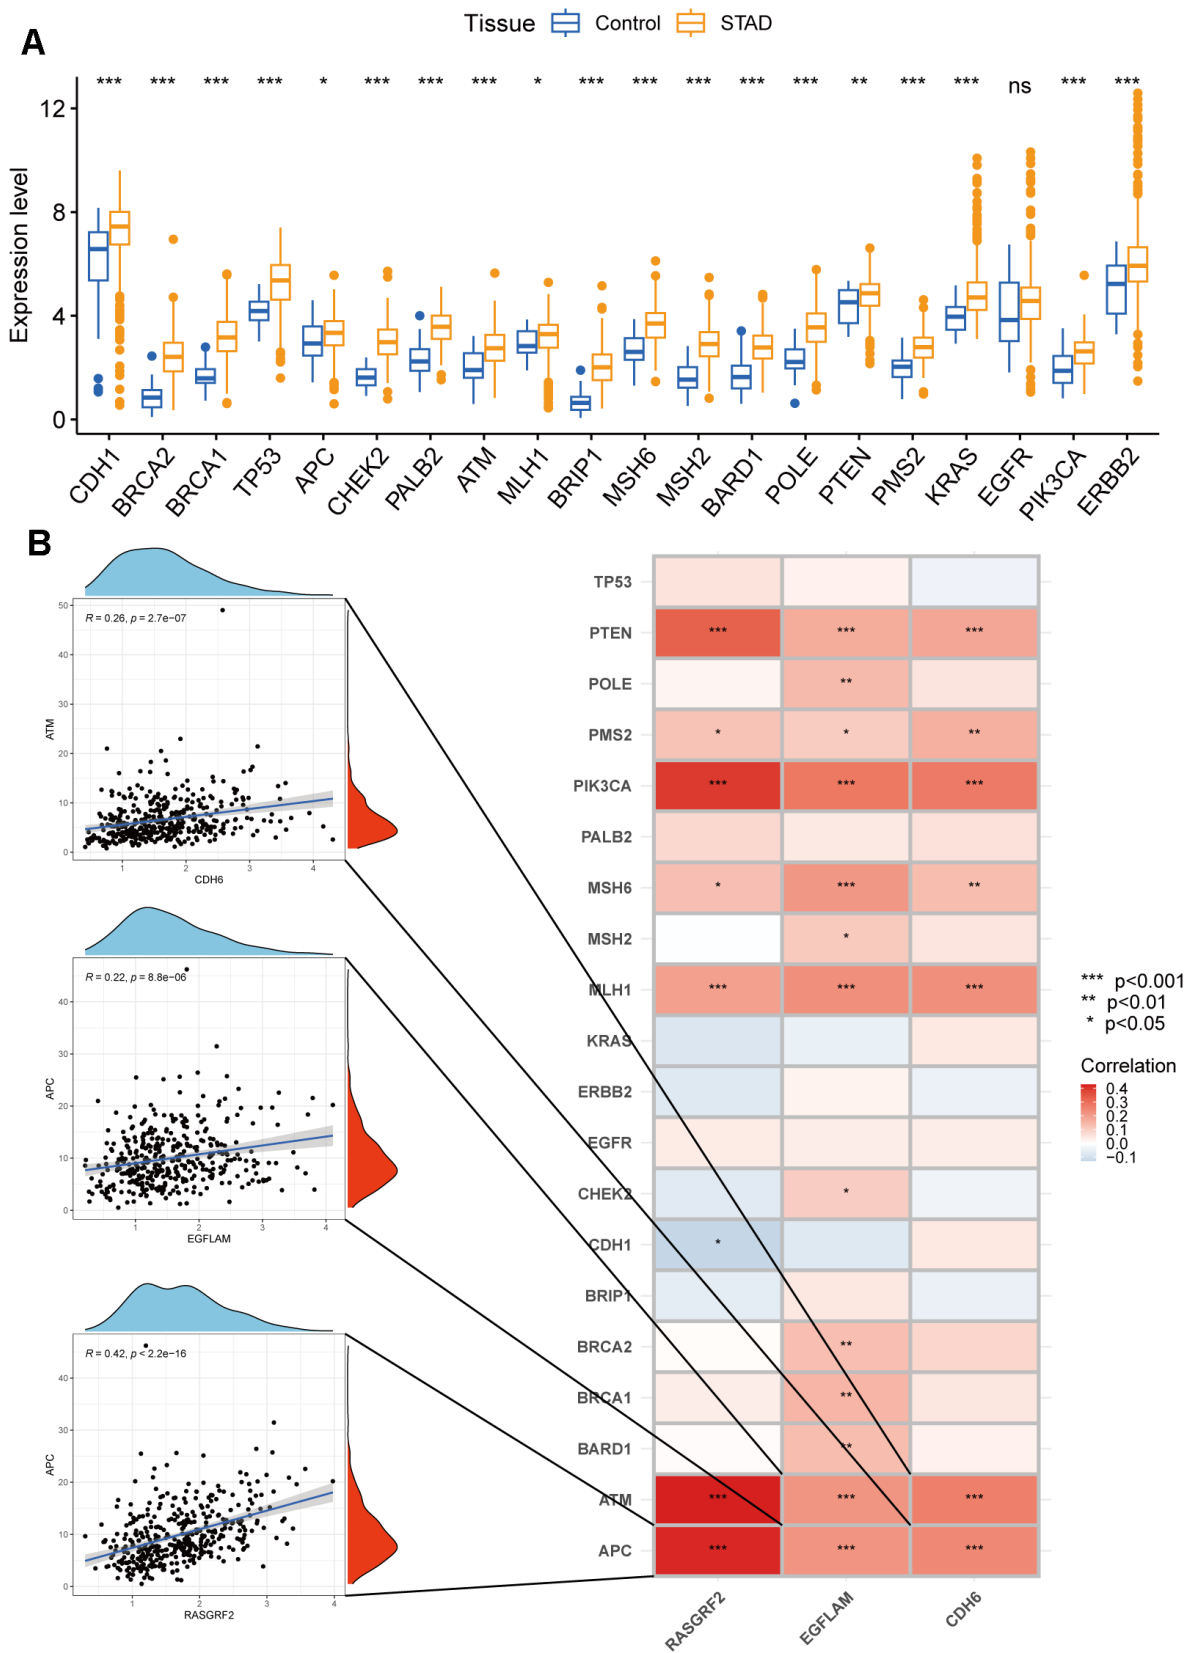 Tissue Control STAD
A
*** *** *** *** * *** *** *** * *** *** *** *** *** ** *** *** ns *** ***
Expression level
12
8
4
0
CDH1 BRCA2 BRCA1 TP53 APC CHEK2 PALB2 ATM MLH1 BRIP1 MSH6 MSH2 BARD1 POLE PTEN PMS2 KRAS EGFR PIK3CA ERBB2
B
R = 0.26, p = 2.7e−07
ATM
50
40
30
20
10
0
1 2 3 4
CDH6
R = 0.22, p = 8.8e−06
APC
40
30
20
10
0
1 2 3 4
EGFLAM
R = 0.42, p < 2.2e−16
APC
40
30
20
10
0
1 2 3 4
RASGRF2
TP53
PTEN *** *** ***
POLE **
PMS2 * * **
PIK3CA *** *** ***
PALB2
MSH6 * *** **
MSH2 *
MLH1 *** *** ***
KRAS
ERBB2
EGFR
CHEK2 *
CDH1 *
BRIP1
BRCA2 **
BRCA1 **
BARD1 **
ATM *** *** ***
APC *** *** ***
RASGRF2 EGFLAM CDH6
*** p<0.001
** p<0.01
* p<0.05
Correlation
0.4
0.3
0.2
0.1
0.0
−0.1